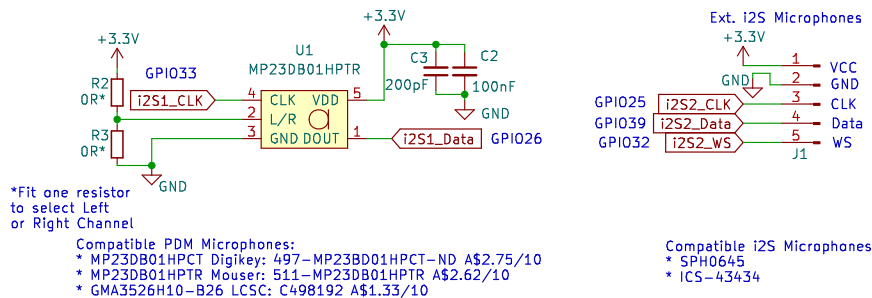 Ext. i2S Microphones
+3.3V
+3.3V
+3.3V
U1
MP23DB01HPTR
GPIO33
R2
0R*
i2S1_CLK
4
CLK
VDD
5
2
L/R
3
GND
DOUT
1
i2S1_Data
GPIO26
R3
0R*
GND
C3
200pF
C2
100nF
GND
1
VCC
GND
2
GND
GPIO25
i2S2_CLK
3
CLK
GPIO39
i2S2_Data
4
Data
GPIO32
i2S2_WS
5
WS
J1
*Fit one resistor
to select Left
or Right Channel
Compatible PDM Microphones:
* MP23DB01HPCT Digikey: 497-MP23BD01HPCT-ND A$2.75/10
* MP23DB01HPTR Mouser: 511-MP23DB01HPTR A$2.62/10
* GMA3526H10-B26 LCSC: C498192 A$1.33/10
Compatible i2S Microphones
* SPH0645
* ICS-43434